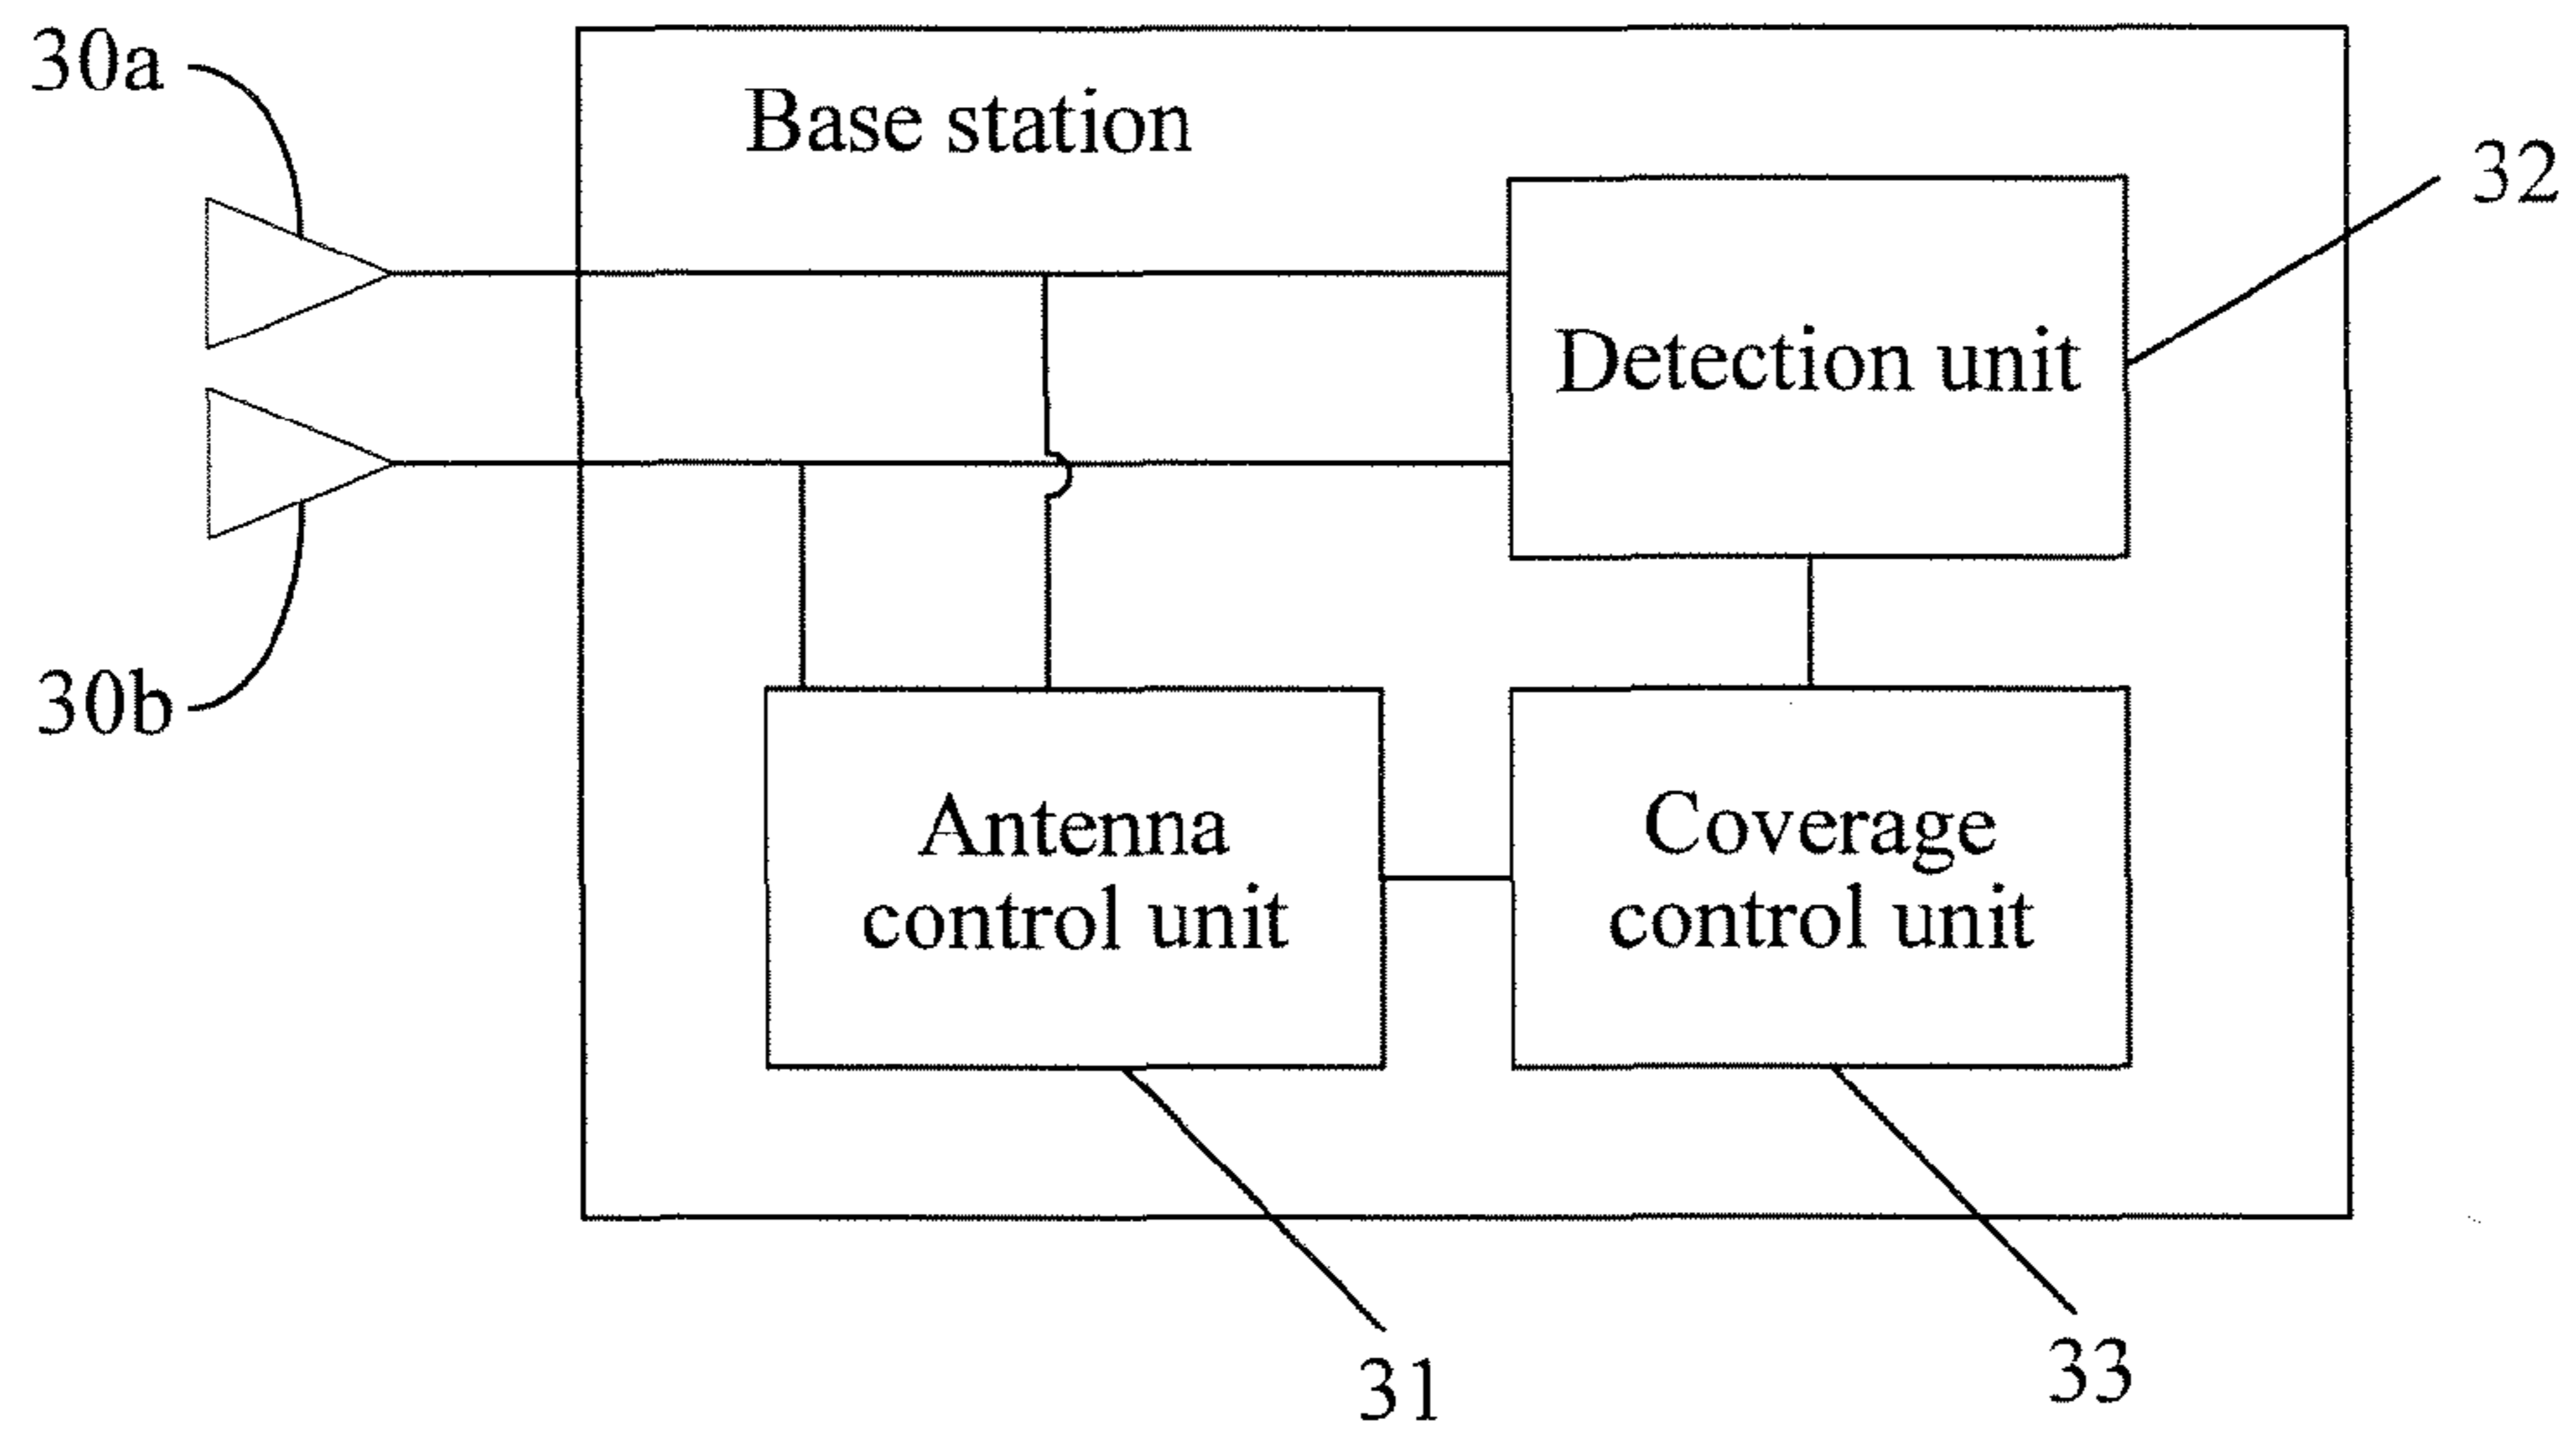 30a
Base station
32
Detection unit
30b
Antenna
control unit
Coverage
control unit
31
33